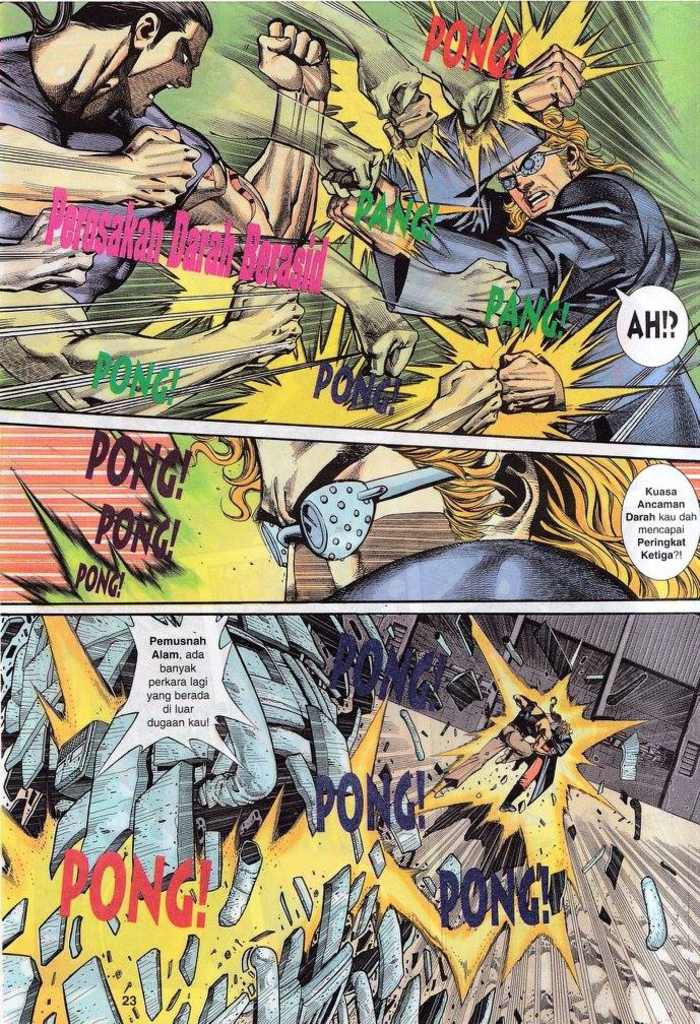 PONG!
PANG!
Perosakan Darah Berasid
PANG!
AH!?
PONG!
PONG!
PONG!
PONG!
PONG!
Kuasa
Ancaman
Darah kau dah
mencapai
Peringkat
Ketiga?!
Pemusnah
Alam, ada
banyak
perkara lagi
yang berada
di luar
dugaan kau!
PONG!
PONG!
PONG!
PONG!
23